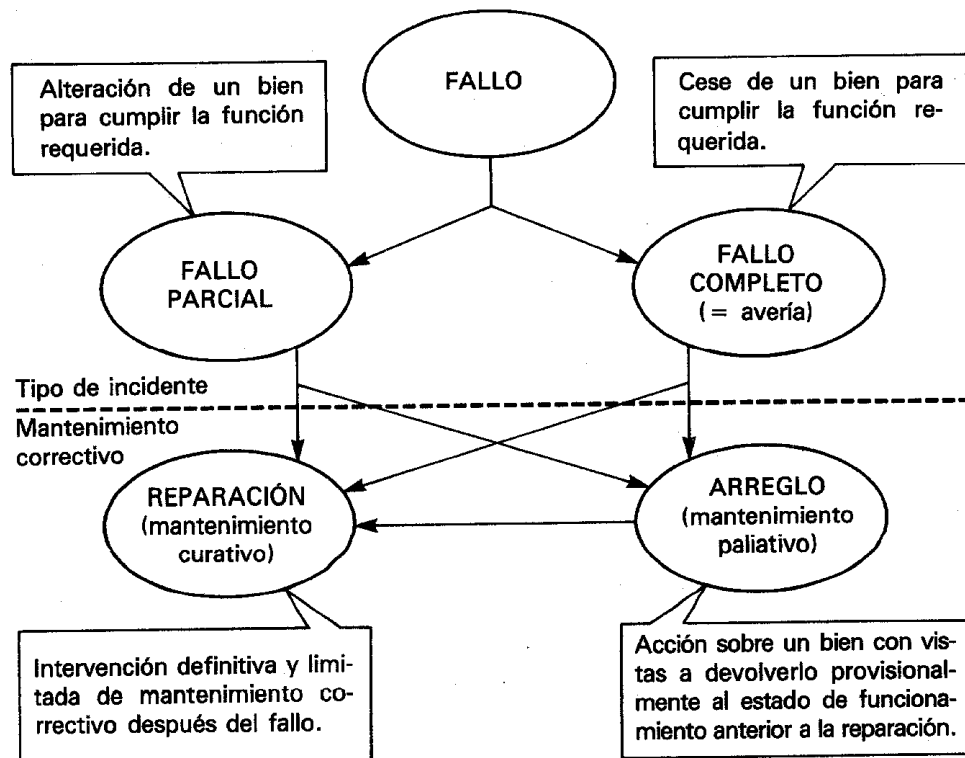 FALLO
Alteración de un bien
para cumplir la función
requerida.
Cese de un bien para
cumplir la función re-
querida.
FALLO
PARCIAL
FALLO
COMPLETO
(= avería)
Tipo de incidente
Mantenimiento
correctivo
REPARACIÓN
(mantenimiento
curativo)
ARREGLO
(mantenimiento
paliativo)
Intervención definitiva y limi-
tada de mantenimiento co-
rrectivo después del fallo.
Acción sobre un bien con vis-
tas a devolverlo provisional-
mente al estado de funciona-
miento anterior a la reparación.